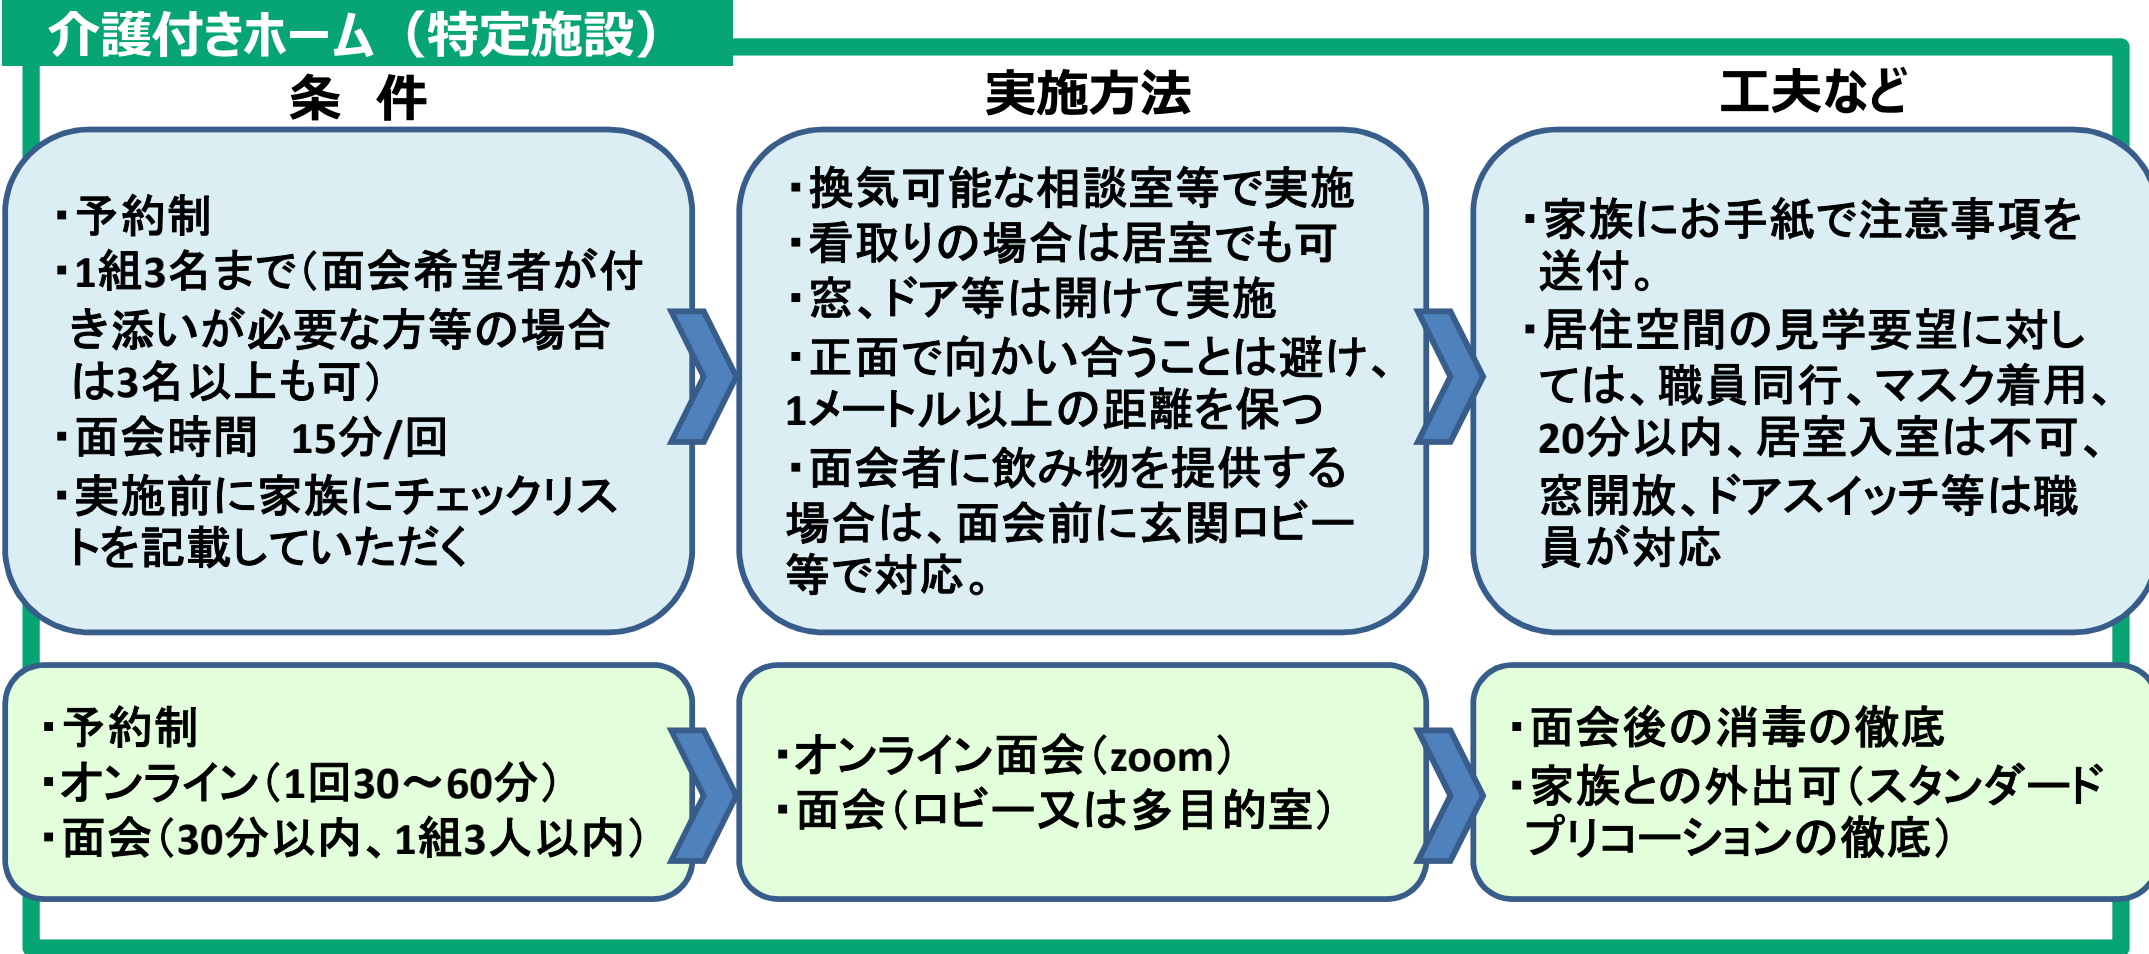 介護付きホーム（特定施設）
条　件
・予約制
・1組3名まで（面会希望者が付
き添いが必要な方等の場合
は3名以上も可）
・面会時間　15分/回
・実施前に家族にチェックリス
トを記載していただく
実施方法
・換気可能な相談室等で実施
・看取りの場合は居室でも可
・窓、ドア等は開けて実施
・正面で向かい合うことは避け、
1メートル以上の距離を保つ
・面会者に飲み物を提供する
場合は、面会前に玄関ロビー
等で対応。
工夫など
・家族にお手紙で注意事項を
送付。
・居住空間の見学要望に対し
ては、職員同行、マスク着用、
20分以内、居室入室は不可、
窓開放、ドアスイッチ等は職
員が対応
・予約制
・オンライン（1回30～60分）
・面会（30分以内、1組3人以内）
・オンライン面会（zoom）
・面会（ロビー又は多目的室）
・面会後の消毒の徹底
・家族との外出可（スタンダード
プリコーションの徹底）